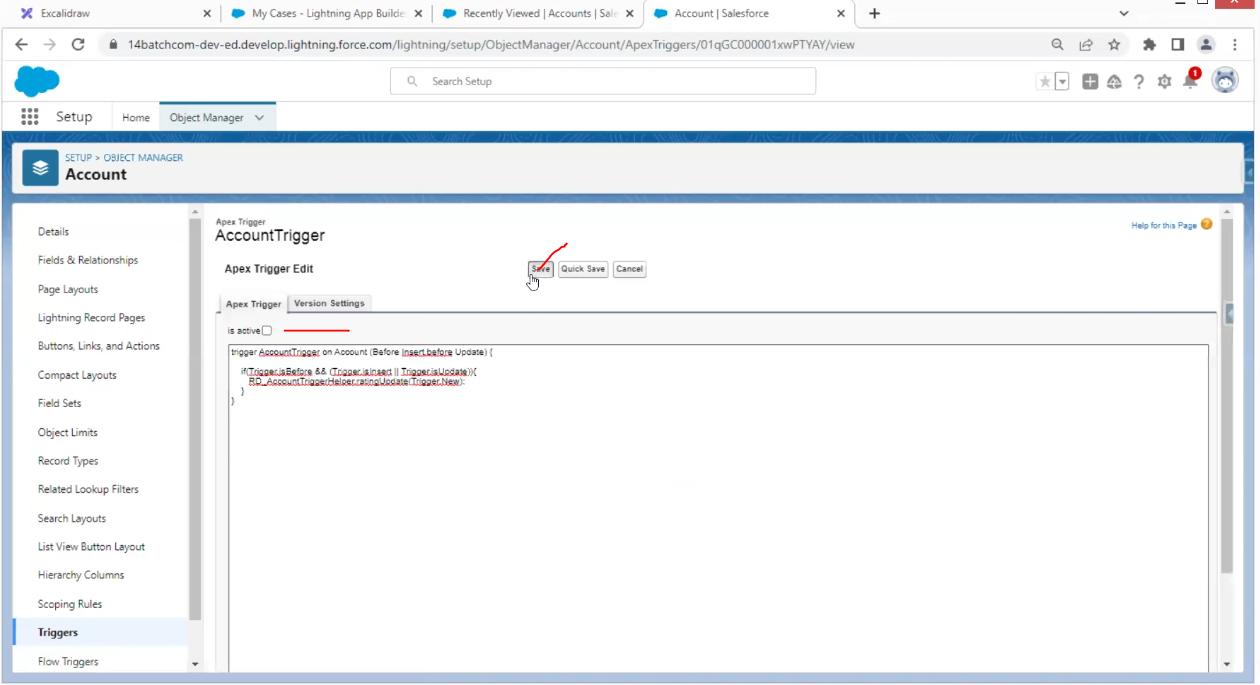 Excalidraw
My Cases - Lightning App Builde
Recently Viewed | Accounts | Sale
Account | Salesforce
14batchcom-dev-ed.develop.lightning.force.com/lightning/setup/ObjectManager/Account/ApexTriggers/01qGC000001xwPTYAY/view
Search Setup
1
Setup
Home
Object Manager
SETUP > OBJECT MANAGER
Account
Details
Fields & Relationships
Page Layouts
Lightning Record Pages
Buttons, Links, and Actions
Compact Layouts
Field Sets
Object Limits
Record Types
Related Lookup Filters
Search Layouts
List View Button Layout
Hierarchy Columns
Scoping Rules
Triggers
Flow Triggers
Apex Trigger
AccountTrigger
Help for this Page
Apex Trigger Edit
Save
Quick Save
Cancel
Apex Trigger
Version Settings
is active
trigger AccountTrigger on Account (Before Insert,before Update) {
if(Trigger.isBefore && (Trigger.isInsert || Trigger.isUpdate)){
RD_AccountTriggerHelper.ratingUpdate(Trigger.New);
}
}